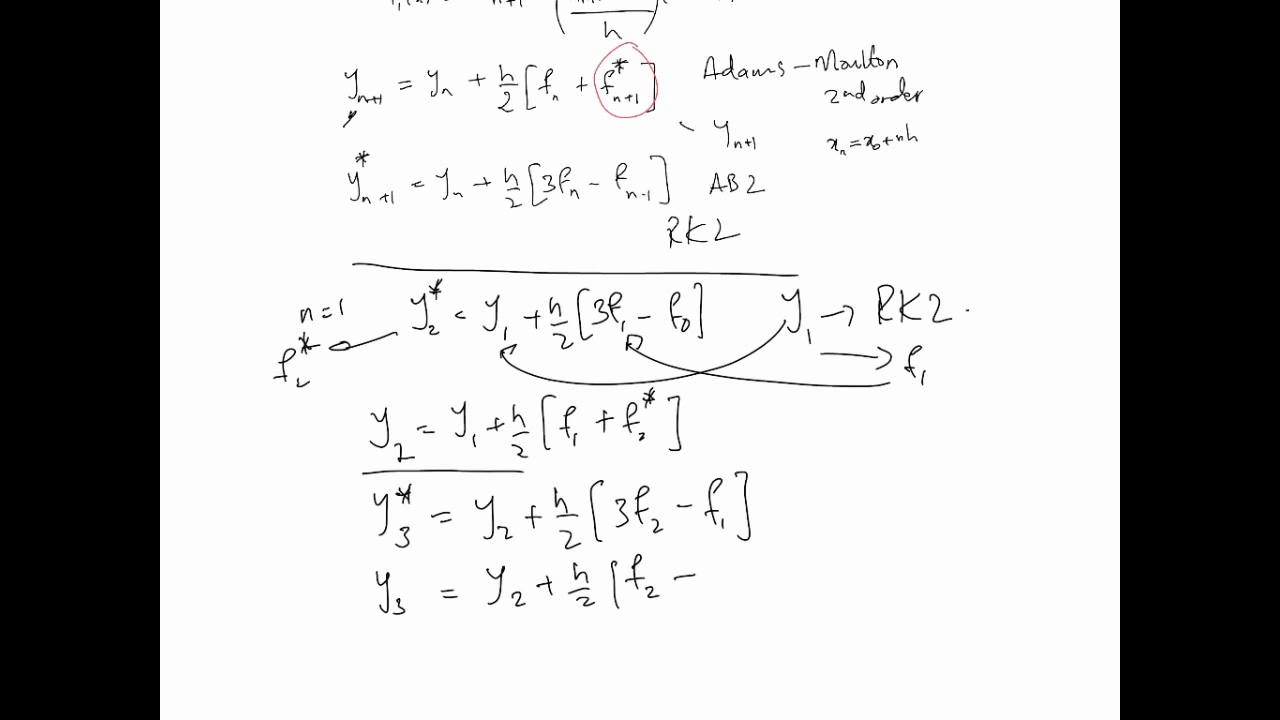 y_{n+1} = y_n + h/2 [f_n + f*_{n+1}] Adams-Moulton
2nd order
y_{n+1} x_n = x_0 + nh
y*_{n+1} = y_n + h/2 [3f_n - f_{n-1}] AB2
RK2
n=1 y*_2 = y_1 + h/2 [3f_1 - f_0] y_1 → RK2.
f*_2 → f_1
y_2 = y_1 + h/2 [f_1 + f*_2]
y*_3 = y_2 + h/2 [3f_2 - f_1]
y_3 = y_2 + h/2 [f_2 -